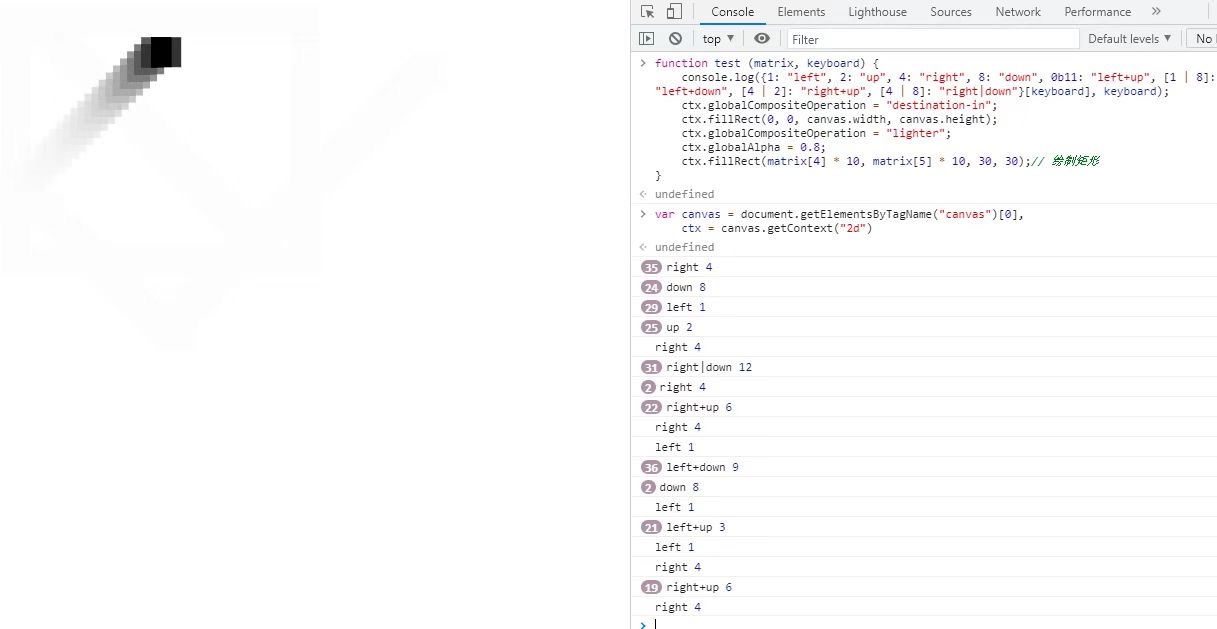 Console Elements Lighthouse Sources Network Performance »
top ▼ Filter Default levels ▼ No
> function test (matrix, keyboard) {
console.log({1: "left", 2: "up", 4: "right", 8: "down", 0b11: "left+up", [1 | 8]:
"left+down", [4 | 2]: "right+up", [4 | 8]: "right|down"}[keyboard], keyboard);
ctx.globalCompositeOperation = "destination-in";
ctx.fillRect(0, 0, canvas.width, canvas.height);
ctx.globalCompositeOperation = "lighter";
ctx.globalAlpha = 0.8;
ctx.fillRect(matrix[4] * 10, matrix[5] * 10, 30, 30);// 绘制矩形
}
undefined
> var canvas = document.getElementsByTagName("canvas")[0],
ctx = canvas.getContext("2d")
undefined
35 right 4
24 down 8
29 left 1
25 up 2
right 4
31 right|down 12
2 right 4
22 right+up 6
right 4
left 1
36 left+down 9
2 down 8
left 1
21 left+up 3
left 1
right 4
19 right+up 6
right 4
>